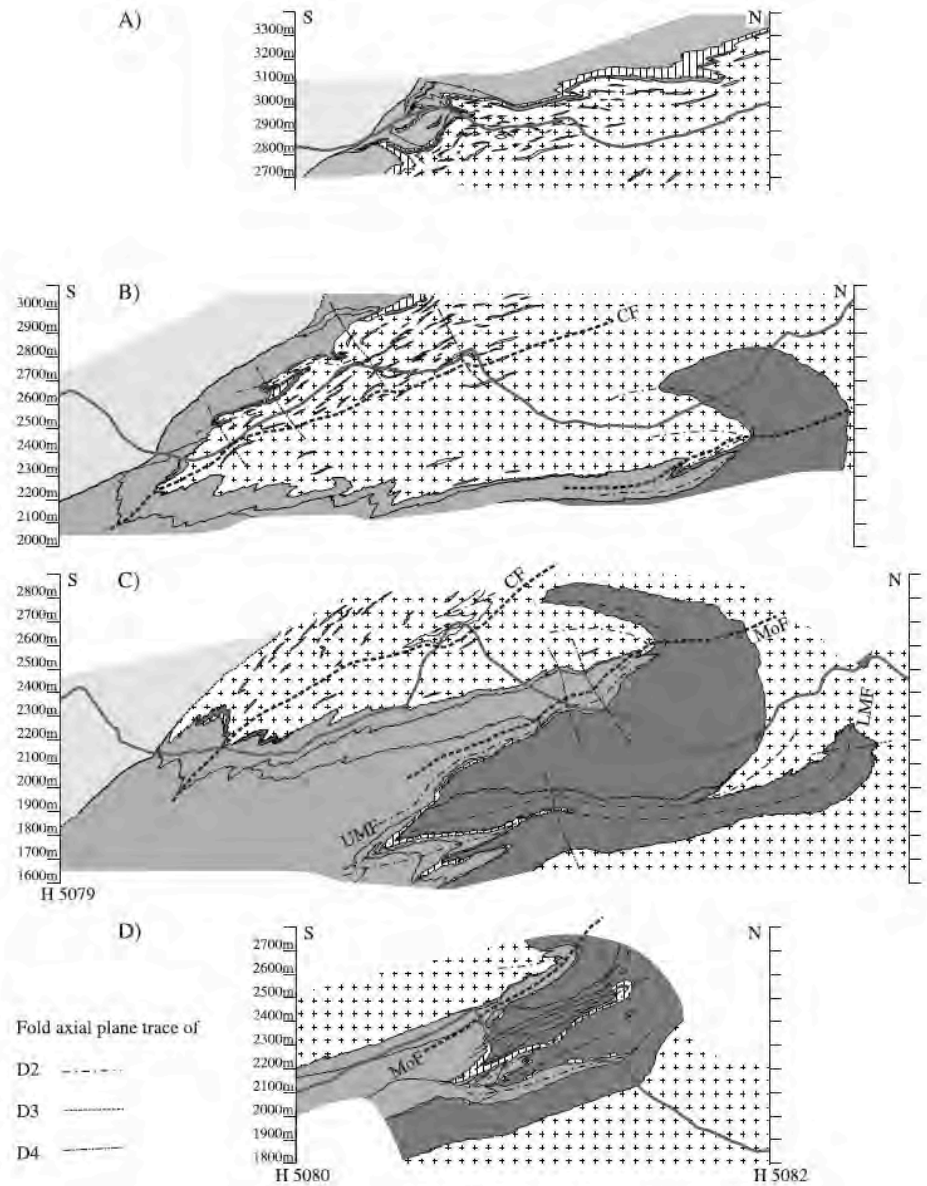 A)
S
N
3300m
3200m
3100m
3000m
2900m
2800m
2700m
B)
S
N
3000m
2900m
2800m
2700m
2600m
2500m
2400m
2300m
2200m
2100m
2000m
CF
C)
S
N
2800m
2700m
2600m
2500m
2400m
2300m
2200m
2100m
2000m
1900m
1800m
1700m
1600m
CF
MoF
LMF
UMF
H 5079
D)
S
N
2700m
2600m
2500m
2400m
2300m
2200m
2100m
2000m
1900m
1800m
MoF
H 5080
H 5082
Fold axial plane trace of
D2
D3
D4